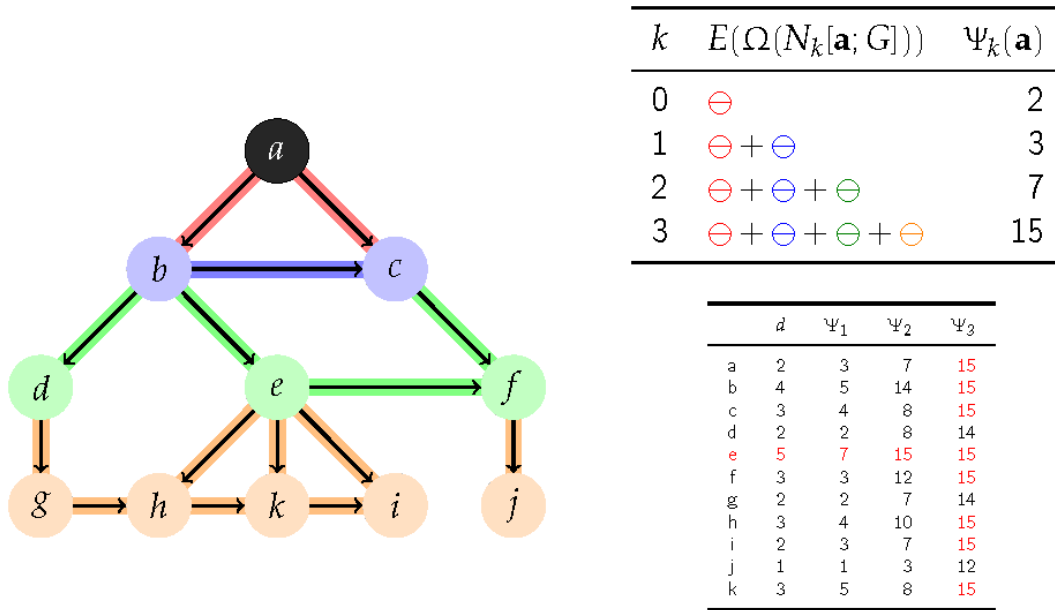 a
b c
d e f
g h k i j
k E(Ω(N_k[𝐚; G])) Ψ_k(𝐚)
0 ⊖ 2
1 ⊖ + ⊖ 3
2 ⊖ + ⊖ + ⊖ 7
3 ⊖ + ⊖ + ⊖ + ⊖ 15
d Ψ₁ Ψ₂ Ψ₃
a 2 3 7 15
b 4 5 14 15
c 3 4 8 15
d 2 2 8 14
e 5 7 15 15
f 3 3 12 15
g 2 2 7 14
h 3 4 10 15
i 2 3 7 15
j 1 1 3 12
k 3 5 8 15